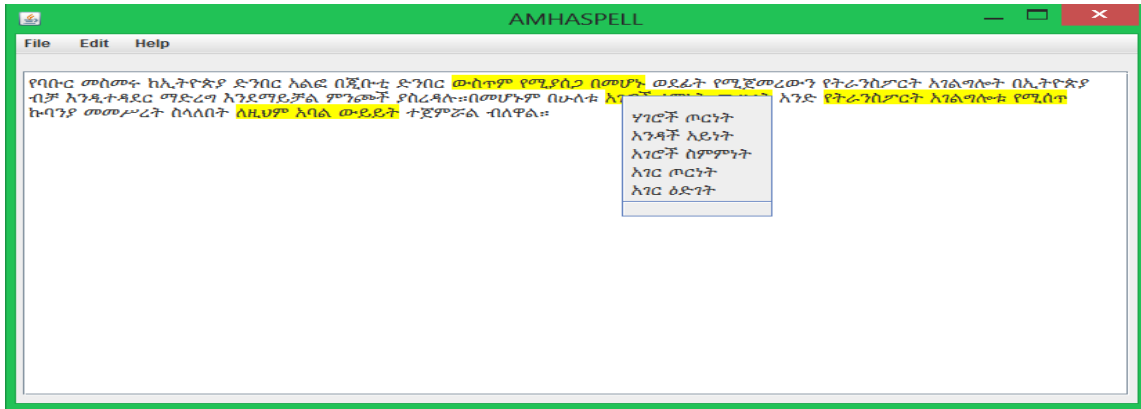 AMHASPELL
File Edit Help
የባቡር መስመሩ ከኢትዮጵያ ድንበር አልፎ በጂቡቲ ድንበር ውስጥም የሚያሰጋ በመሆኑ ወደፊት የሚጀመረውን የትራንስፖርት አገልግሎት በኢትዮጵያ
ብቻ እንዲተዳደር ማድረግ እንደማይቻል ምንጮች ያስረዳሉ።በመሆኑም በሁለቱ አንድ የትራንስፖርት አገልግሎቱ የሚሰጥ
ኩባንያ መመሥረት ስላለበት ለዚህም አባል ውይይት ተጀምሯል ብለዋል።
ሃገሮች ጦርነት
አንዳች አይነት
አገሮች ስምምነት
አገር ጦርነት
አገር ዕድገት